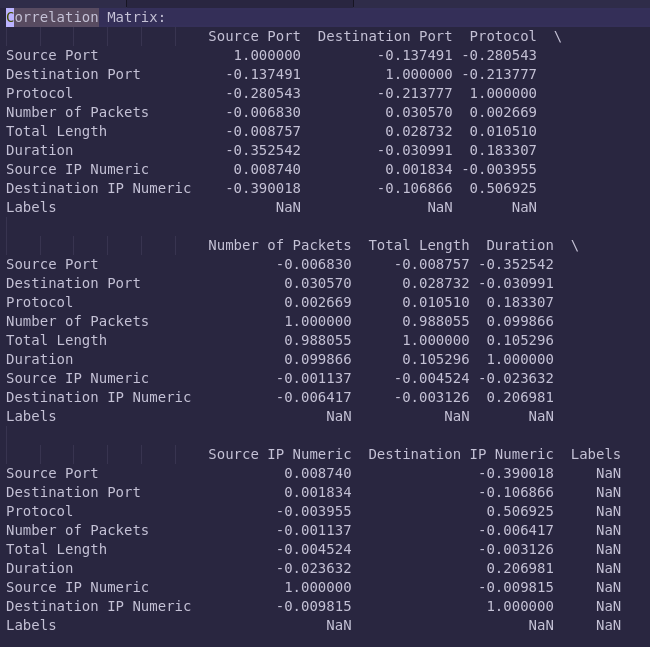 Correlation Matrix:
Source Port  Destination Port  Protocol  \
Source Port  1.000000  -0.137491  -0.280543
Destination Port  -0.137491  1.000000  -0.213777
Protocol  -0.280543  -0.213777  1.000000
Number of Packets  -0.006830  0.030570  0.002669
Total Length  -0.008757  0.028732  0.010510
Duration  -0.352542  -0.030991  0.183307
Source IP Numeric  0.008740  0.001834  -0.003955
Destination IP Numeric  -0.390018  -0.106866  0.506925
Labels  NaN  NaN  NaN
Number of Packets  Total Length  Duration  \
Source Port  -0.006830  -0.008757  -0.352542
Destination Port  0.030570  0.028732  -0.030991
Protocol  0.002669  0.010510  0.183307
Number of Packets  1.000000  0.988055  0.099866
Total Length  0.988055  1.000000  0.105296
Duration  0.099866  0.105296  1.000000
Source IP Numeric  -0.001137  -0.004524  -0.023632
Destination IP Numeric  -0.006417  -0.003126  0.206981
Labels  NaN  NaN  NaN
Source IP Numeric  Destination IP Numeric  Labels
Source Port  0.008740  -0.390018  NaN
Destination Port  0.001834  -0.106866  NaN
Protocol  -0.003955  0.506925  NaN
Number of Packets  -0.001137  -0.006417  NaN
Total Length  -0.004524  -0.003126  NaN
Duration  -0.023632  0.206981  NaN
Source IP Numeric  1.000000  -0.009815  NaN
Destination IP Numeric  -0.009815  1.000000  NaN
Labels  NaN  NaN  NaN